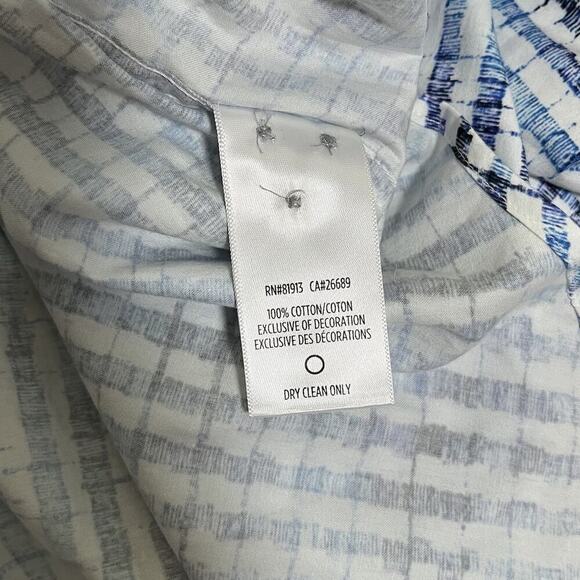 RN#81913 CA#26689
100% COTTON/COTON
EXCLUSIVE OF DECORATION
EXCLUSIVE DES DÉCORATIONS
DRY CLEAN ONLY